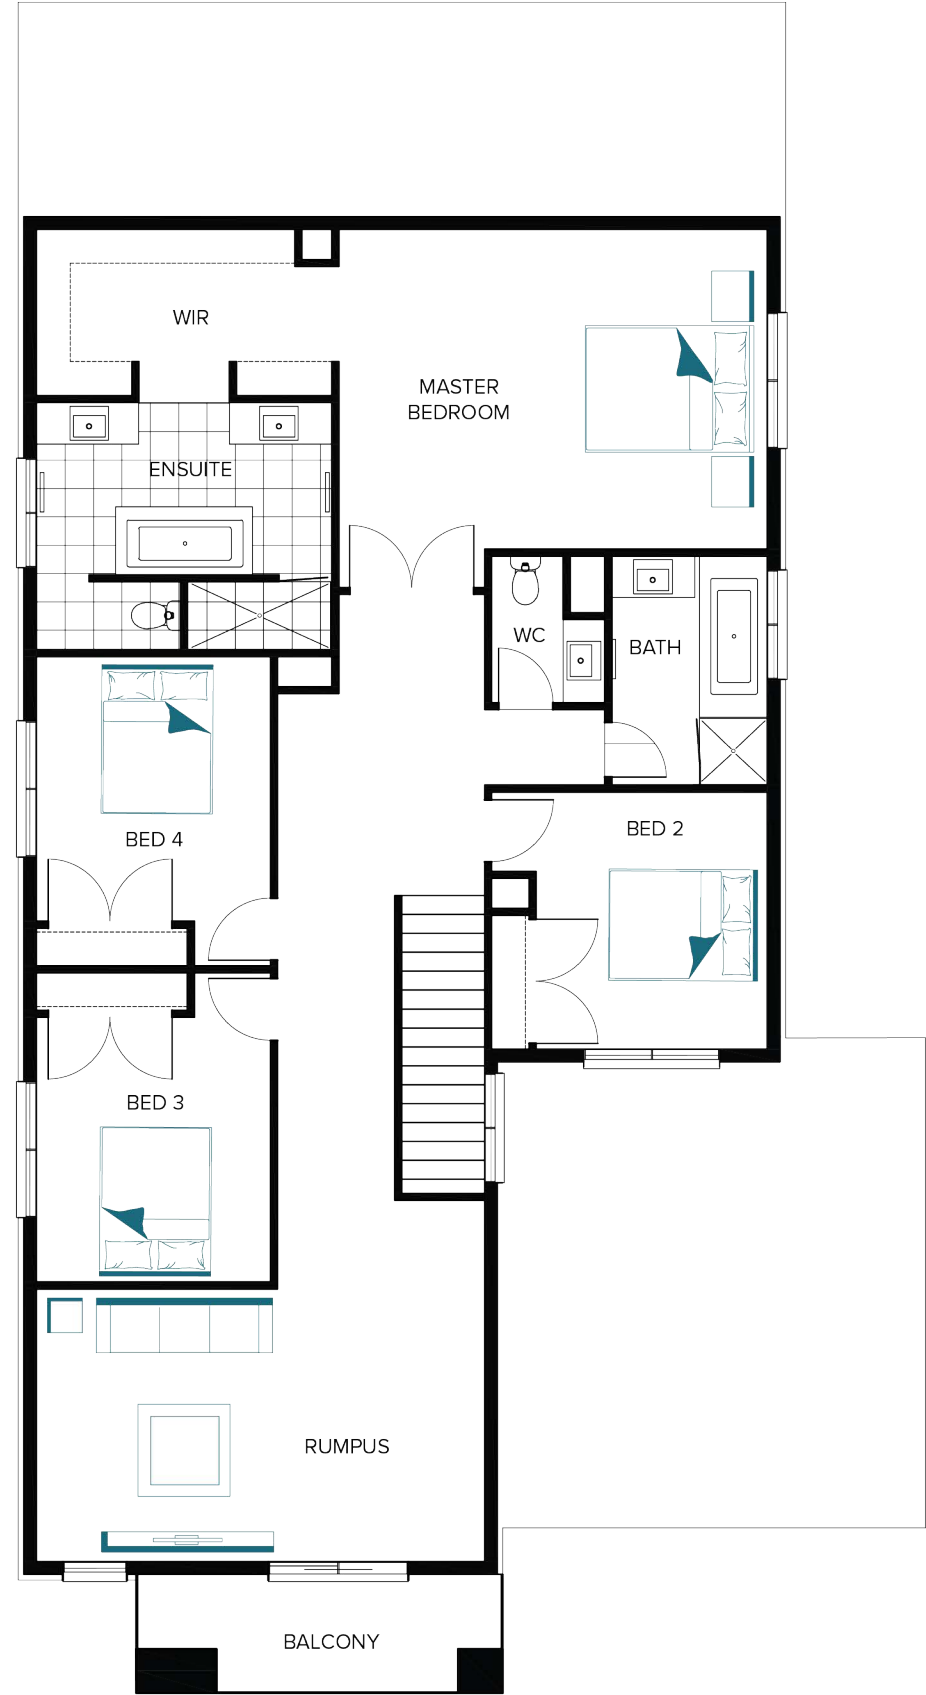 WIR
MASTER
BEDROOM
ENSUITE
WC
BATH
BED 2
BED 4
BED 3
RUMPUS
BALCONY